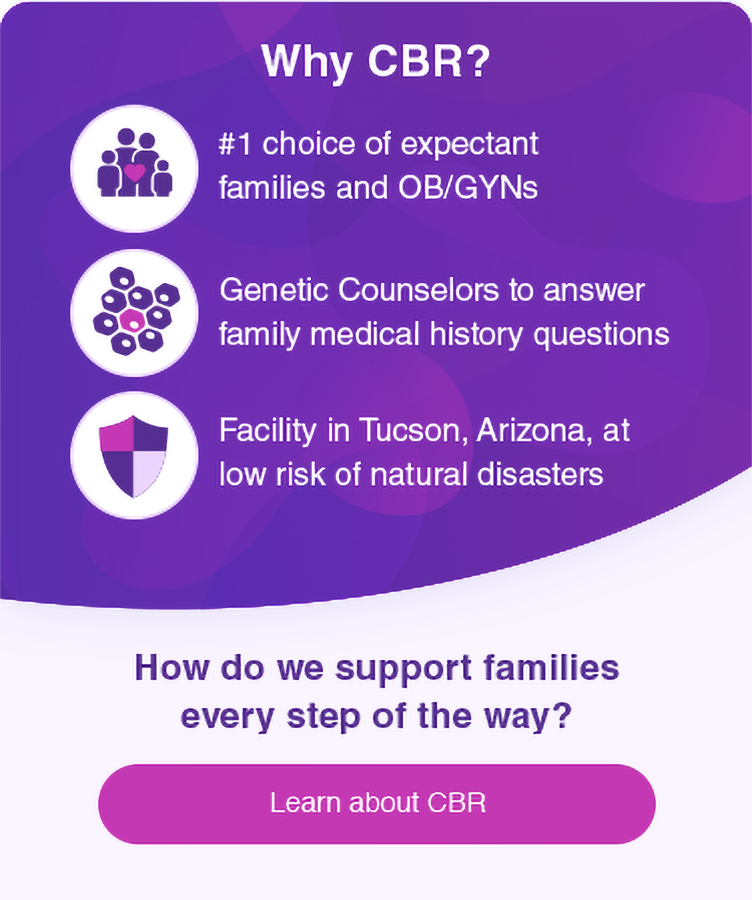 Why CBR?
#1 choice of expectant
families and OB/GYNs
Genetic Counselors to answer
family medical history questions
Facility in Tucson, Arizona, at
low risk of natural disasters
How do we support families
every step of the way?
Learn about CBR